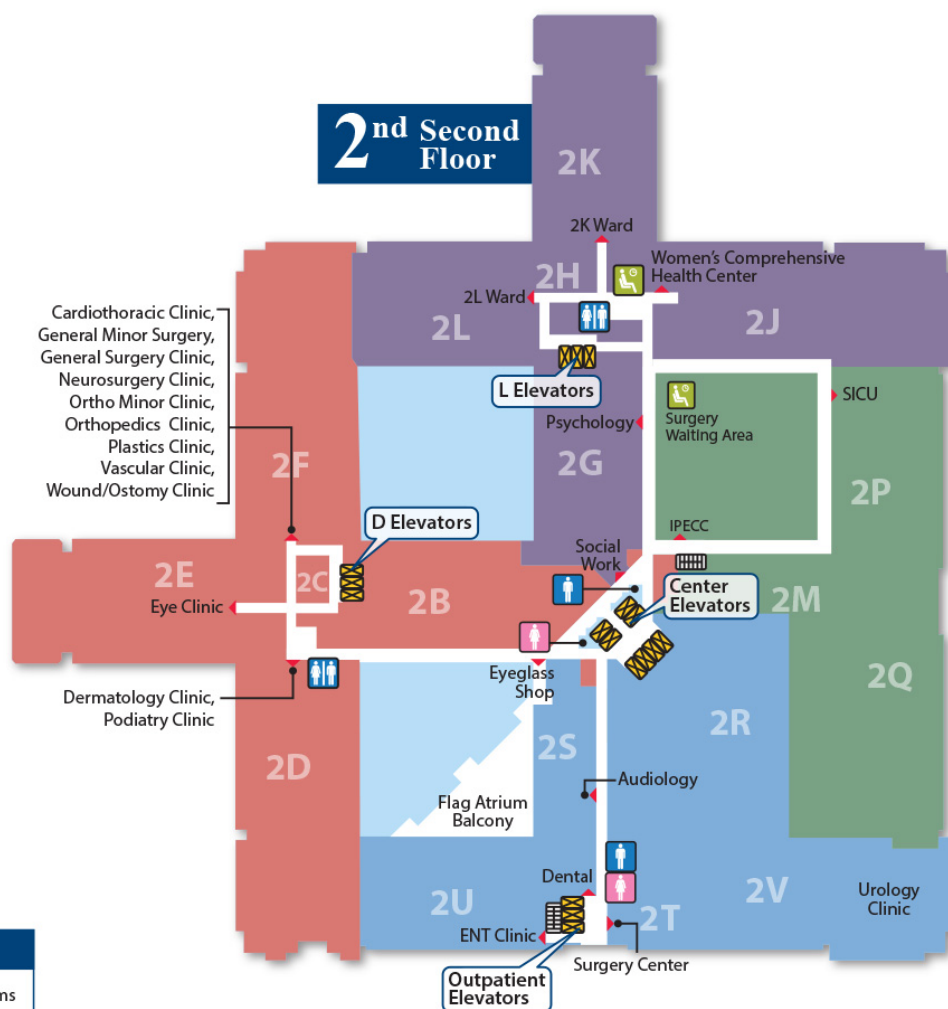 2nd Second
Floor
2K
2K Ward
Women's Comprehensive
Health Center
2H
2L Ward
2L
2J
L Elevators
Cardiothoracic Clinic,
General Minor Surgery,
General Surgery Clinic,
Neurosurgery Clinic,
Ortho Minor Clinic,
Orthopedics Clinic,
Plastics Clinic,
Vascular Clinic,
Wound/Ostomy Clinic
SICU
Surgery
Waiting Area
Psychology
2F
2G
2P
D Elevators
IPECC
Social
Work
2E
2C
2B
Eye Clinic
Center
Elevators
2M
Eyeglass
Shop
Dermatology Clinic,
Podiatry Clinic
2Q
2R
2S
2D
Audiology
Flag Atrium
Balcony
Dental
2U
2T
2V
Urology
Clinic
ENT Clinic
Surgery Center
Outpatient
Elevators